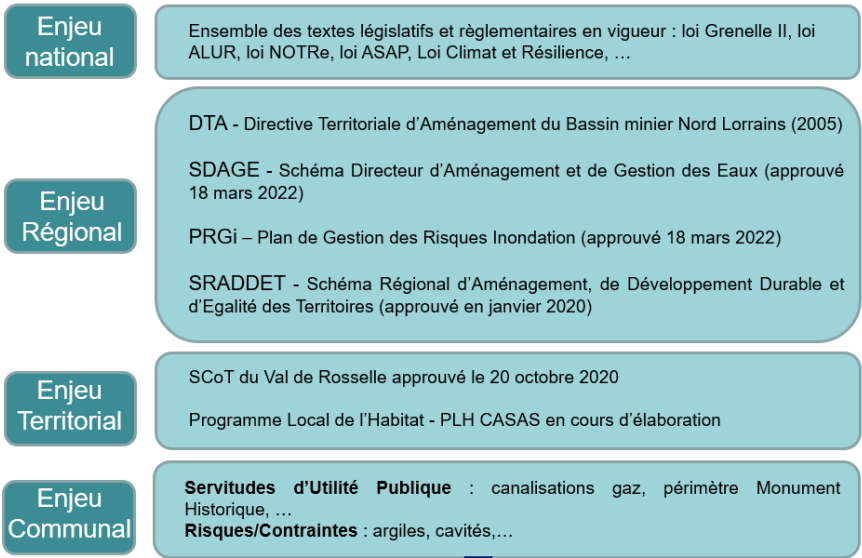 Enjeu
national
Ensemble des textes législatifs et règlementaires en vigueur : loi Grenelle II, loi
ALUR, loi NOTRe, loi ASAP, Loi Climat et Résilience, …
Enjeu
Régional
DTA - Directive Territoriale d’Aménagement du Bassin minier Nord Lorrains (2005)
SDAGE - Schéma Directeur d’Aménagement et de Gestion des Eaux (approuvé
18 mars 2022)
PRGi – Plan de Gestion des Risques Inondation (approuvé 18 mars 2022)
SRADDET - Schéma Régional d’Aménagement, de Développement Durable et
d’Egalité des Territoires (approuvé en janvier 2020)
Enjeu
Territorial
SCoT du Val de Rosselle approuvé le 20 octobre 2020
Programme Local de l’Habitat - PLH CASAS en cours d’élaboration
Enjeu
Communal
Servitudes d’Utilité Publique : canalisations gaz, périmètre Monument
Historique, …
Risques/Contraintes : argiles, cavités,…